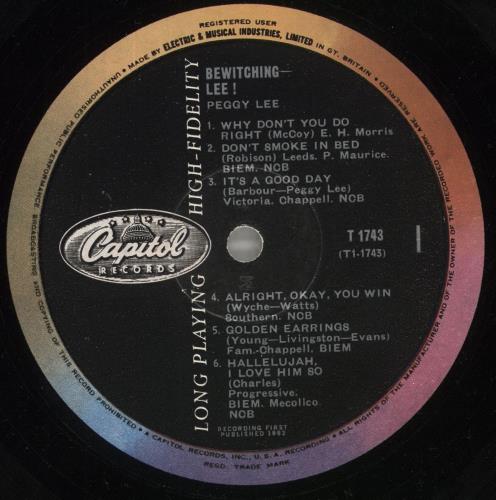 REGISTERED USER
• MADE BY ELECTRIC & MUSICAL INDUSTRIES, LIMITED IN GT. BRITAIN •
ALL RIGHTS OF THE MANUFACTURER AND OF THE OWNER OF THE RECORDED WORK ARE RESERVED
UNAUTHORISED PUBLIC PERFORMANCE, BROADCASTING AND COPYING OF THIS RECORD PROHIBITED
• A CAPITOL RECORDS, INC., U.S.A. RECORDING •
REGD. TRADE MARK
LONG PLAYING HIGH-FIDELITY
Capitol
RECORDS
BEWITCHING—
LEE!
PEGGY LEE
1. WHY DON'T YOU DO
RIGHT (McCoy) E. H. Morris
2. DON'T SMOKE IN BED
(Robison) Leeds. P. Maurice.
BIEM. NCB
3. IT'S A GOOD DAY
(Barbour—Peggy Lee)
Victoria. Chappell. NCB
T 1743
(T1-1743)
1
4. ALRIGHT, OKAY, YOU WIN
(Wyche—Watts)
Southern. NCB
5. GOLDEN EARRINGS
(Young—Livingston—Evans)
Fam.-Chappell. BIEM
6. HALLELUJAH,
I LOVE HIM SO
(Charles)
Progressive.
BIEM. Mecolico.
NCB
RECORDING FIRST
PUBLISHED 1962